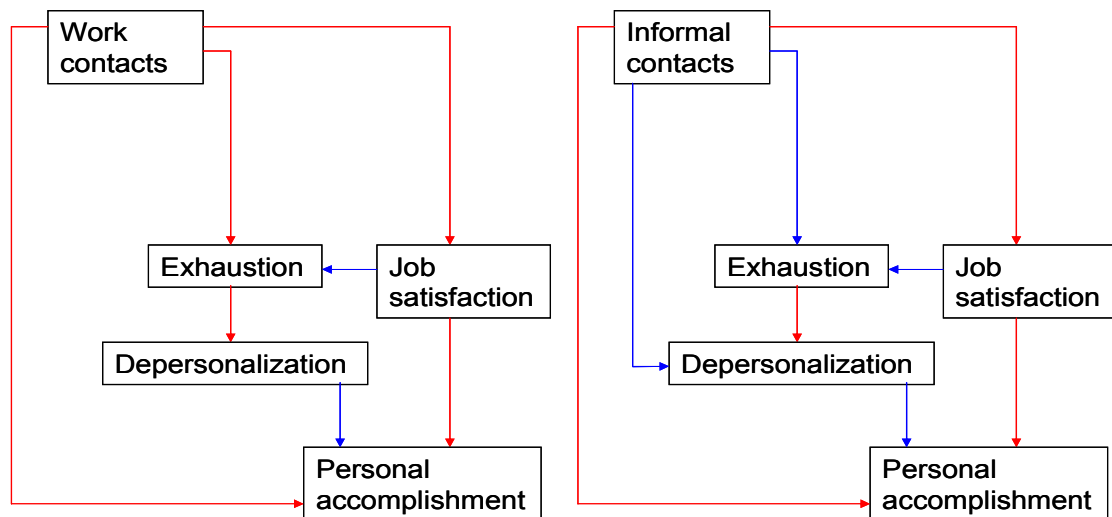 Work
contacts
Exhaustion
Job
satisfaction
Depersonalization
Personal
accomplishment
Informal
contacts
Exhaustion
Job
satisfaction
Depersonalization
Personal
accomplishment